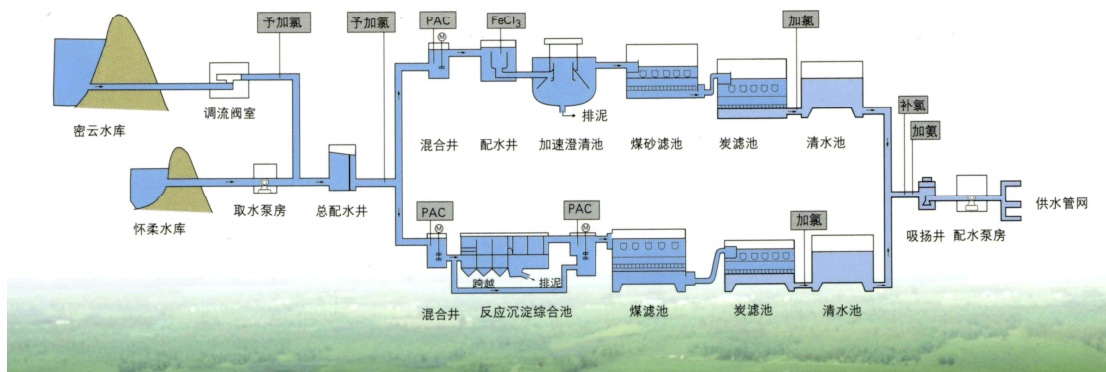 予加氯
予加氯
PAC
FeCl₃
加氯
M
密云水库
调流阀室
排泥
混合井
配水井
加速澄清池
煤砂滤池
炭滤池
清水池
补氯
加氨
怀柔水库
取水泵房
总配水井
PAC
PAC
加氯
M
M
吸扬井
配水泵房
供水管网
跨越
排泥
混合井
反应沉淀综合池
煤滤池
炭滤池
清水池